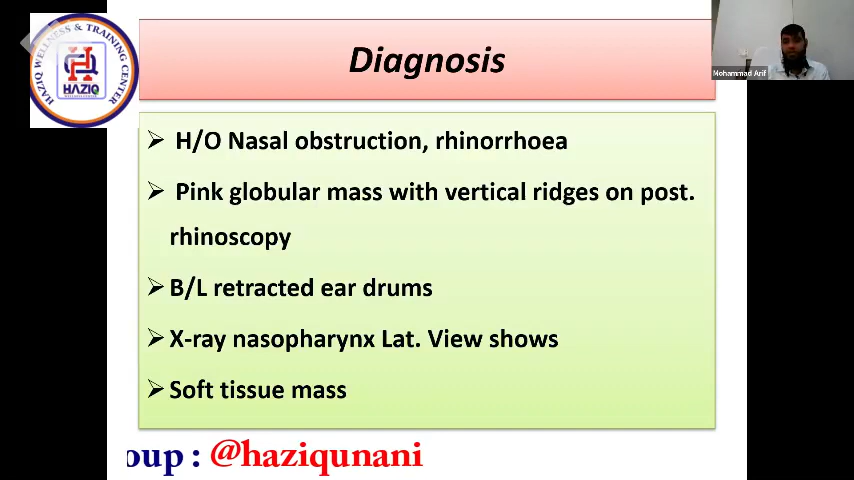 HAZIQ WELLNESS & TRAINING CENTER
HAZIQ
Diagnosis
Mohammad Arif
H/O Nasal obstruction, rhinorrhoea
Pink globular mass with vertical ridges on post.
rhinoscopy
B/L retracted ear drums
X-ray nasopharynx Lat. View shows
Soft tissue mass
oup : @haziqunani